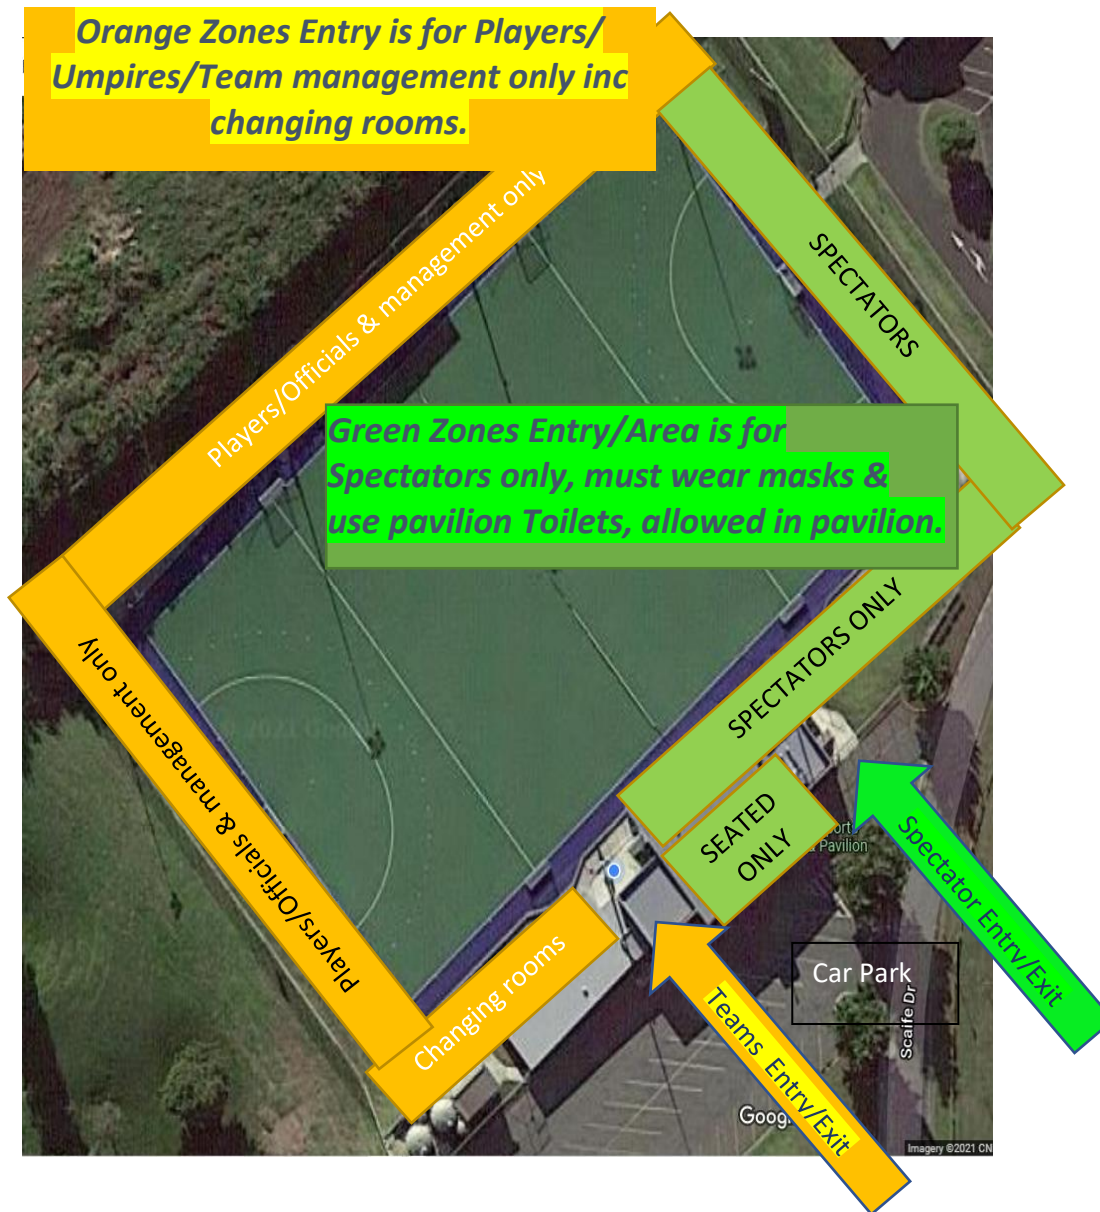 Orange Zones Entry is for Players/
Umpires/Team management only inc
changing rooms.
Players/Officials & management only
SPECTATORS
Green Zones Entry/Area is for
Spectators only, must wear masks &
use pavilion Toilets, allowed in pavilion.
SPECTATORS ONLY
Players/Officials & management only
SEATED
ONLY
Pavilion
Spectator Entry/Exit
Changing rooms
Car Park
Scaife Dr
Teams Entry/Exit
Imagery ©2021 CN